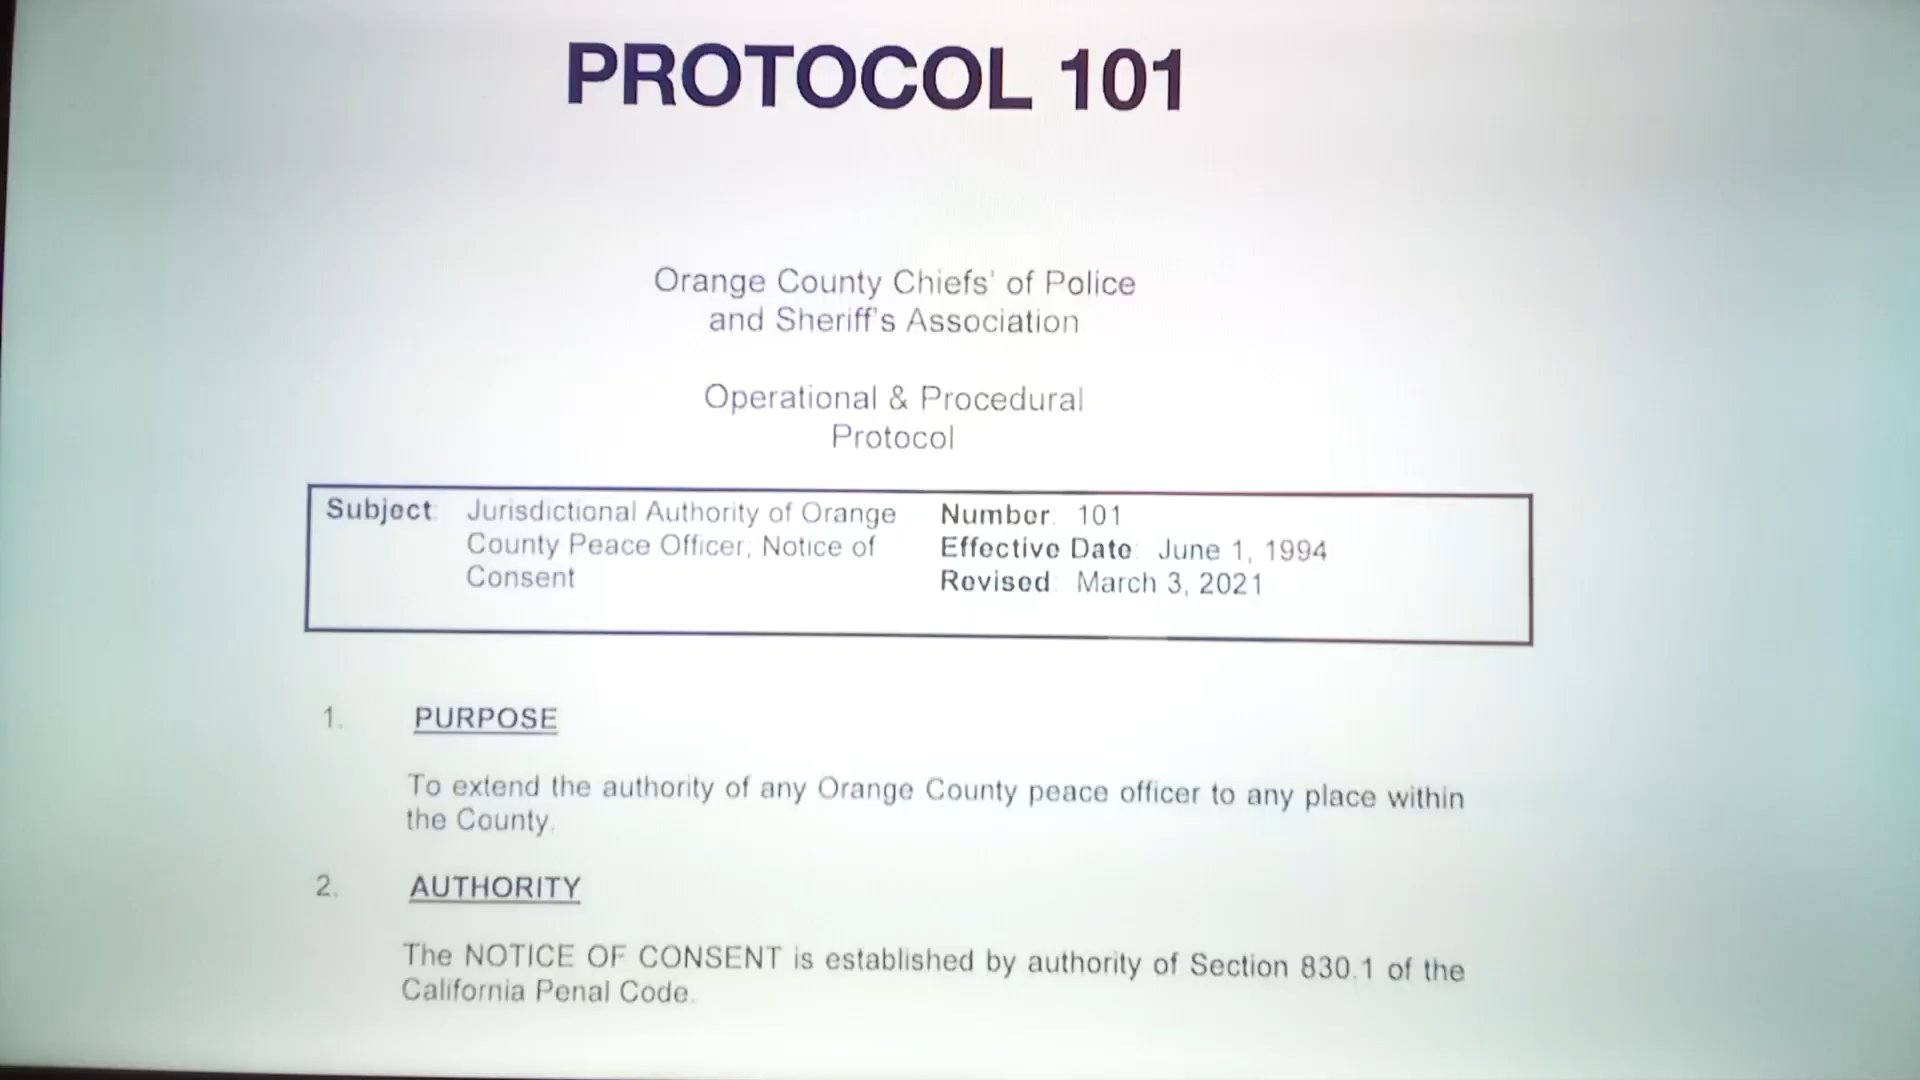 PROTOCOL 101
Orange County Chiefs' of Police
and Sheriff's Association
Operational & Procedural
Protocol
Subject: Jurisdictional Authority of Orange
County Peace Officer; Notice of
Consent
Number: 101
Effective Date: June 1, 1994
Revised: March 3, 2021
1. PURPOSE
To extend the authority of any Orange County peace officer to any place within
the County.
2. AUTHORITY
The NOTICE OF CONSENT is established by authority of Section 830.1 of the
California Penal Code.